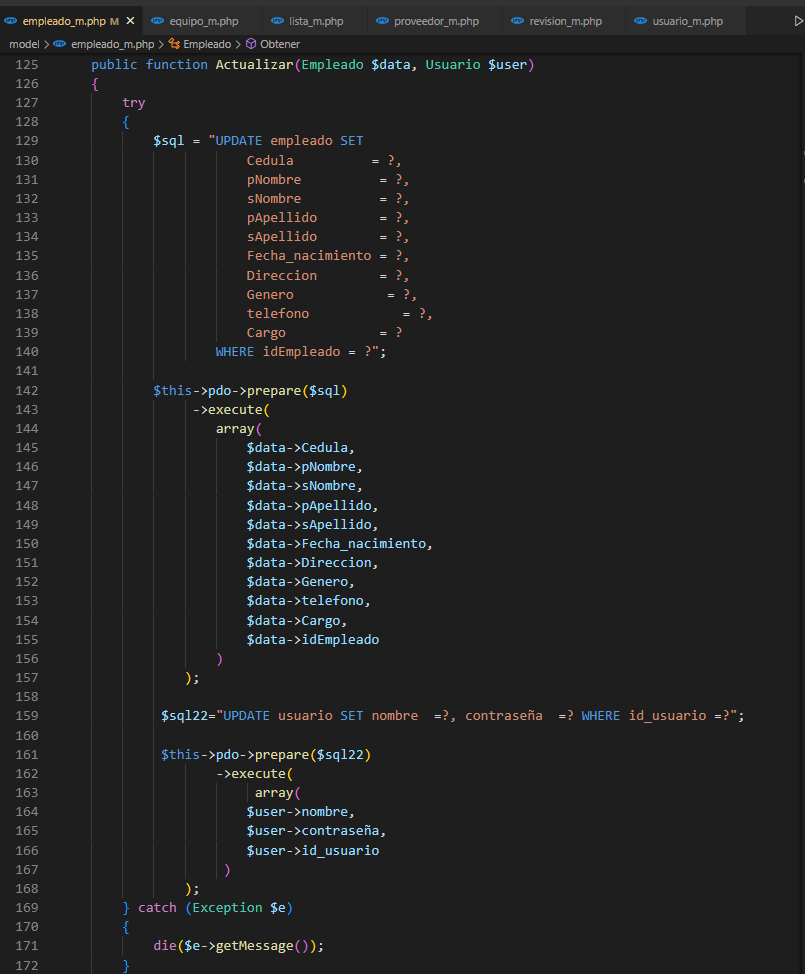 empleado_m.php M × equipo_m.php lista_m.php proveedor_m.php revision_m.php usuario_m.php
model > empleado_m.php > Empleado > Obtener
125 public function Actualizar(Empleado $data, Usuario $user)
126 {
127 try
128 {
129 $sql = "UPDATE empleado SET
130 Cedula = ?,
131 pNombre = ?,
132 sNombre = ?,
133 pApellido = ?,
134 sApellido = ?,
135 Fecha_nacimiento = ?,
136 Direccion = ?,
137 Genero = ?,
138 telefono = ?,
139 Cargo = ?
140 WHERE idEmpleado = ?";
141
142 $this->pdo->prepare($sql)
143 ->execute(
144 array(
145 $data->Cedula,
146 $data->pNombre,
147 $data->sNombre,
148 $data->pApellido,
149 $data->sApellido,
150 $data->Fecha_nacimiento,
151 $data->Direccion,
152 $data->Genero,
153 $data->telefono,
154 $data->Cargo,
155 $data->idEmpleado
156 )
157 );
158
159 $sql22="UPDATE usuario SET nombre =?, contraseña =? WHERE id_usuario =?";
160
161 $this->pdo->prepare($sql22)
162 ->execute(
163 array(
164 $user->nombre,
165 $user->contraseña,
166 $user->id_usuario
167 )
168 );
169 } catch (Exception $e)
170 {
171 die($e->getMessage());
172 }